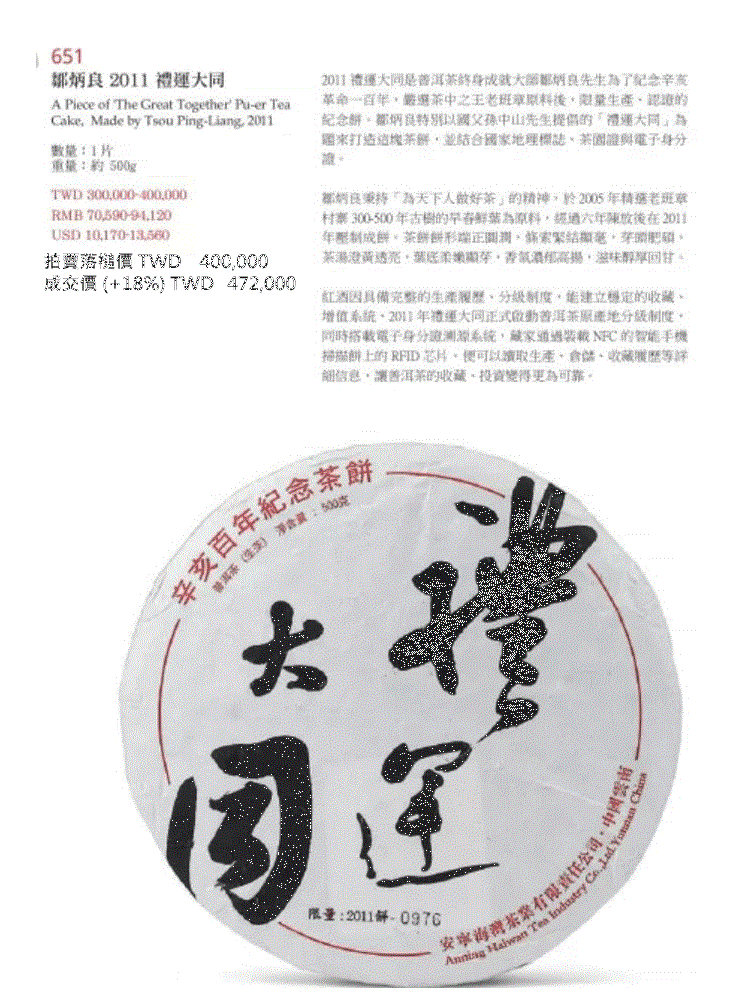 651
鄒炳良 2011 禮運大同
A Piece of 'The Great Together' Pu-er Tea
Cake, Made by Tsou Ping-Liang, 2011
數量：1 片
重量：約 500g
TWD 300,000-400,000
RMB 70,590-94,120
USD 10,170-13,560
拍賣落槌價 TWD 400,000
成交價 (+18%) TWD 472,000
2011 禮運大同是普洱茶終身成就大師鄒炳良先生為了紀念辛亥
革命一百年，嚴選茶中之王老班章原料後，限量生產、認證的
紀念餅。鄒炳良特別以國父孫中山先生提倡的「禮運大同」為
題來打造這塊茶餅，並結合國家地理標誌、茶園證與電子身分
證。
鄒炳良秉持「為天下人做好茶」的精神，於 2005 年精選老班章
村寨 300-500 年古樹的早春鮮葉為原料，經過六年陳放後在 2011
年壓制成餅。茶餅餅形端正圓潤，條索緊結顯毫，芽頭肥碩，
茶湯澄黃透亮，葉底柔嫩顯芽，香氣濃郁高揚，滋味醇厚回甘。
紅酒因具備完整的生產履歷、分級制度，能建立穩定的收藏、
增值系統。2011 年禮運大同正式啟動普洱茶原產地分級制度，
同時搭載電子身分證溯源系統，藏家通過裝載 NFC 的智能手機
掃描餅上的 RFID 芯片，便可以讀取生產、倉儲、收藏履歷等詳
細信息，讓普洱茶的收藏、投資變得更為可靠。
辛亥百年紀念茶餅
普洱茶（生茶） 淨含量：500克
禮運
大同
限量：2011餅- 0976
安寧海灣茶業有限責任公司．中國雲南
Anning Haiwan Tea Industry Co.,Ltd Yunnan China